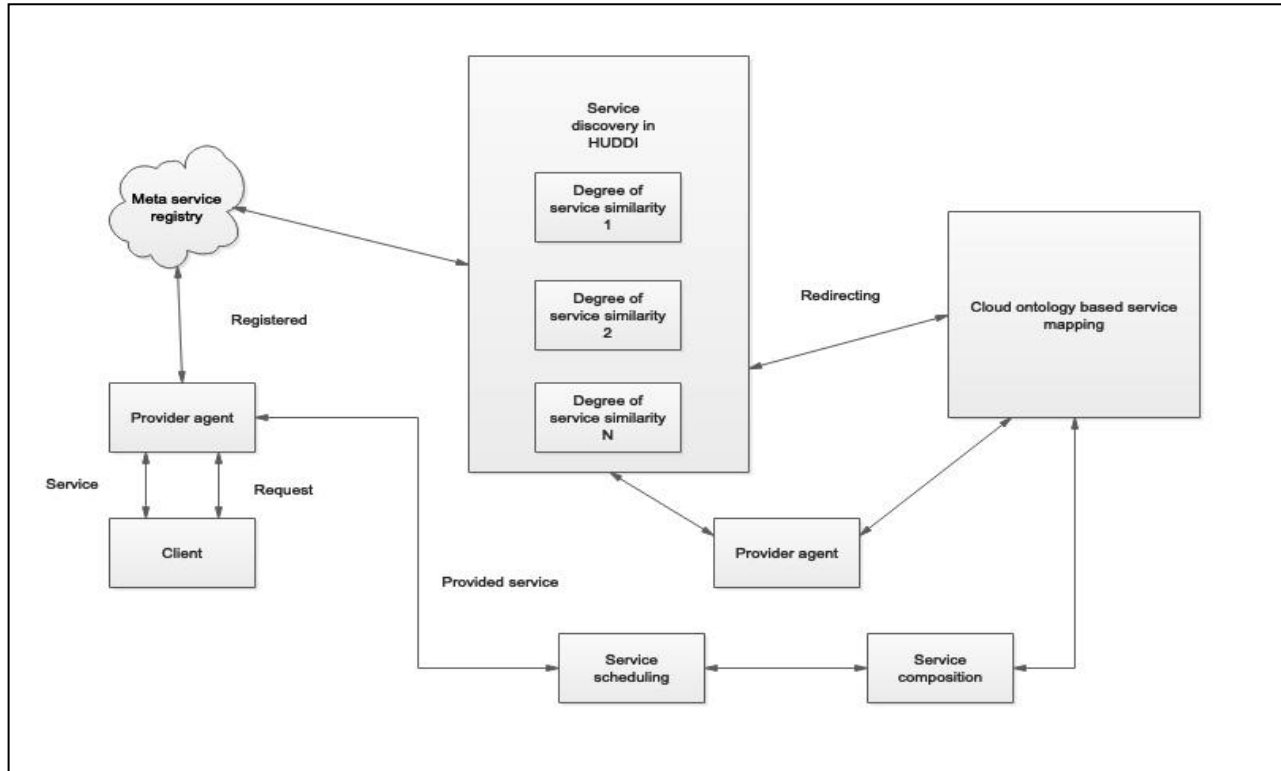 Service
discovery in
HUDDI
Degree of
service similarity
1
Meta service
registry
Degree of
service similarity
2
Redirecting
Cloud ontology based service
mapping
Registered
Degree of
service similarity
N
Provider agent
Service
Request
Client
Provider agent
Provided service
Service
scheduling
Service
composition